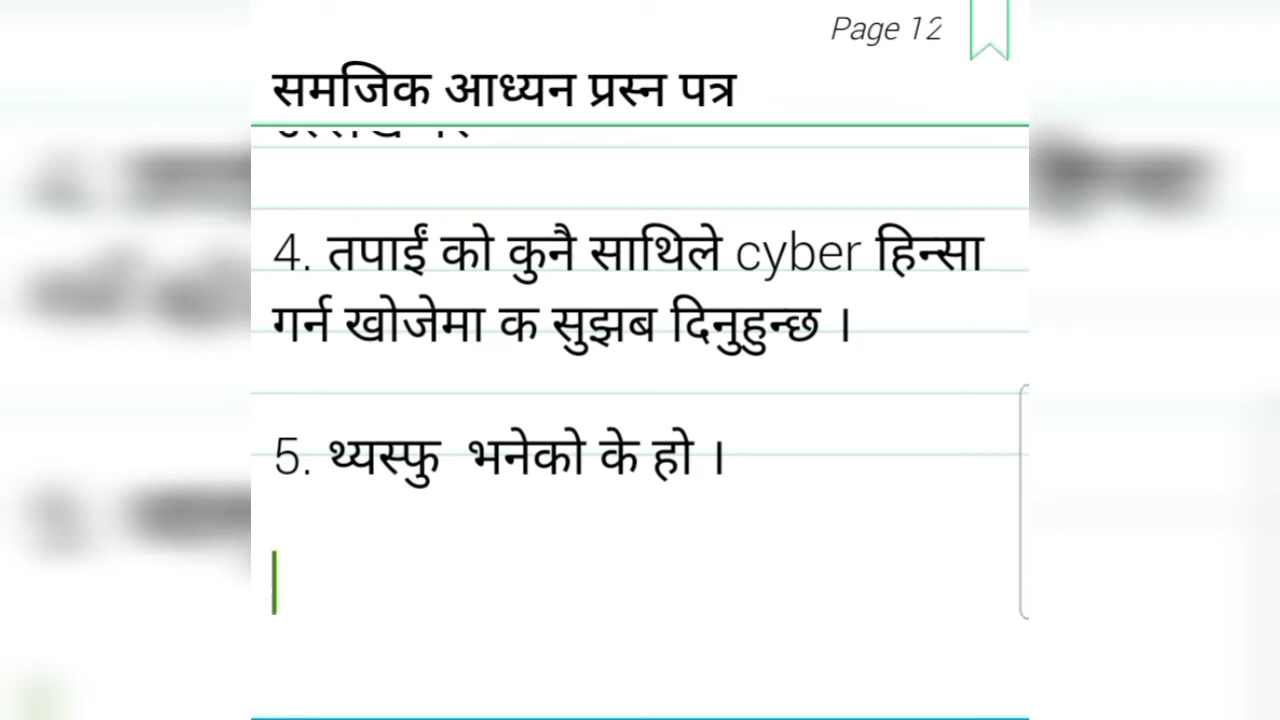 Page 12
समजिक आध्यन प्रस्न पत्र
4. तपाईं को कुनै साथिले cyber हिन्सा
गर्न खोजेमा क सुझब दिनुहुन्छ ।
5. थ्यस्फु भनेको के हो ।